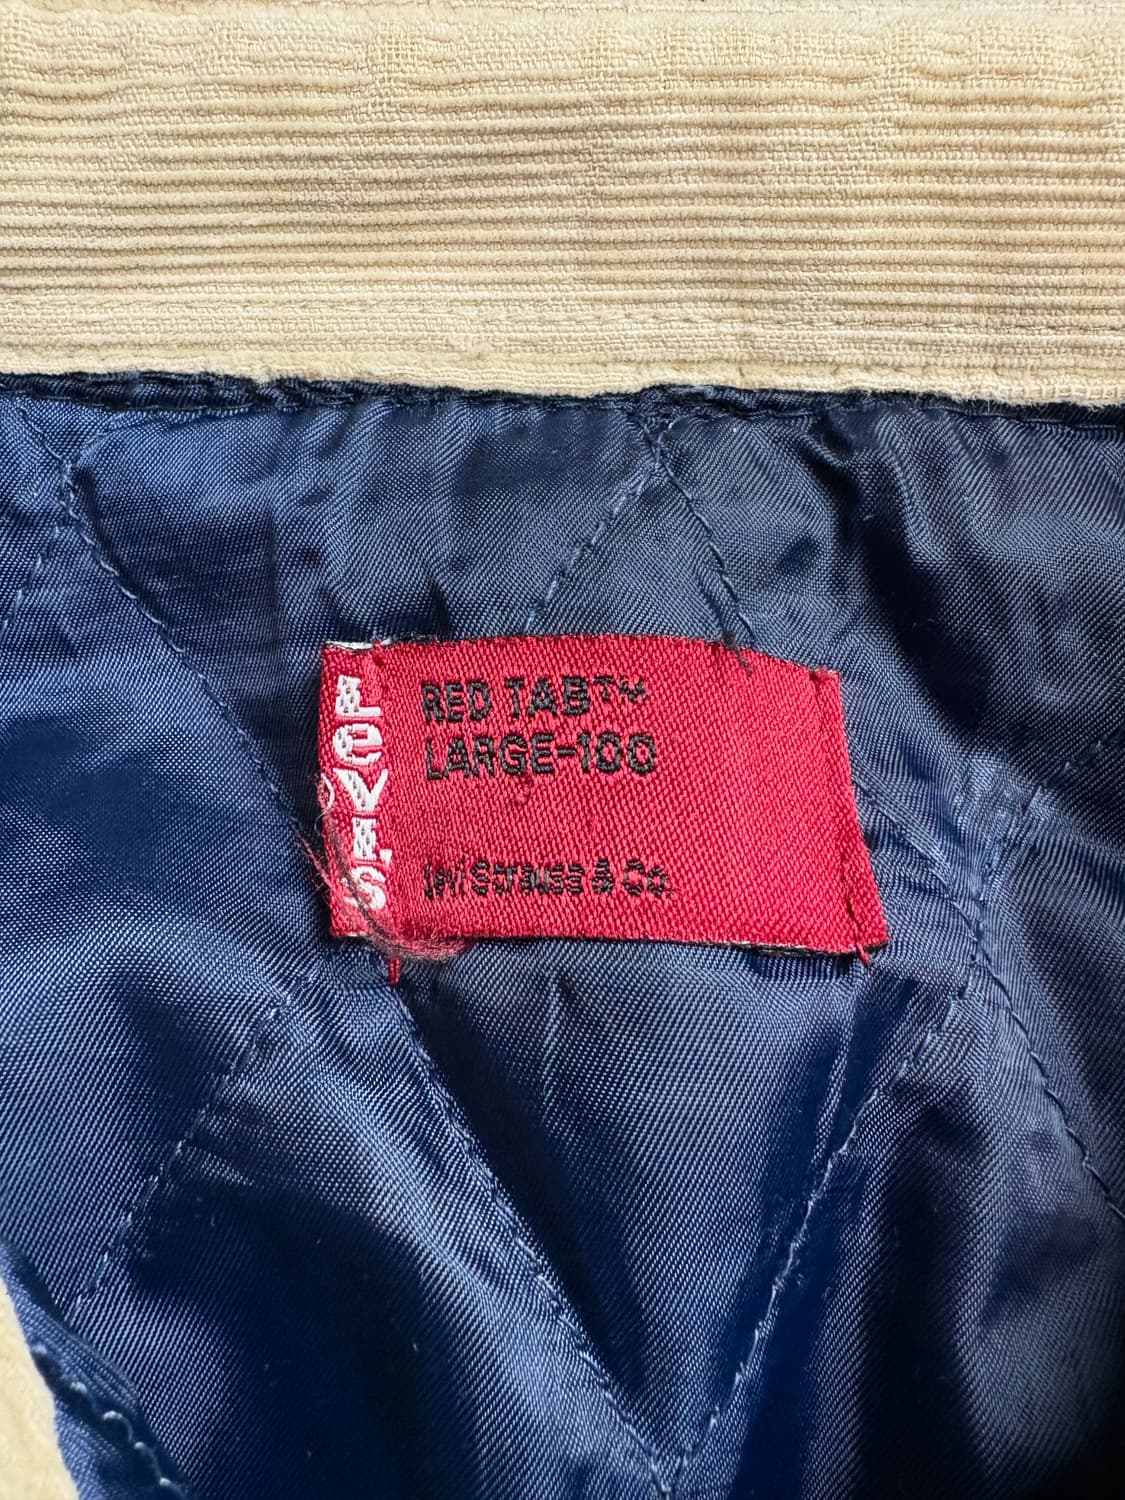 Levi's
RED TAB™
LARGE-100
Levi Strauss & Co.